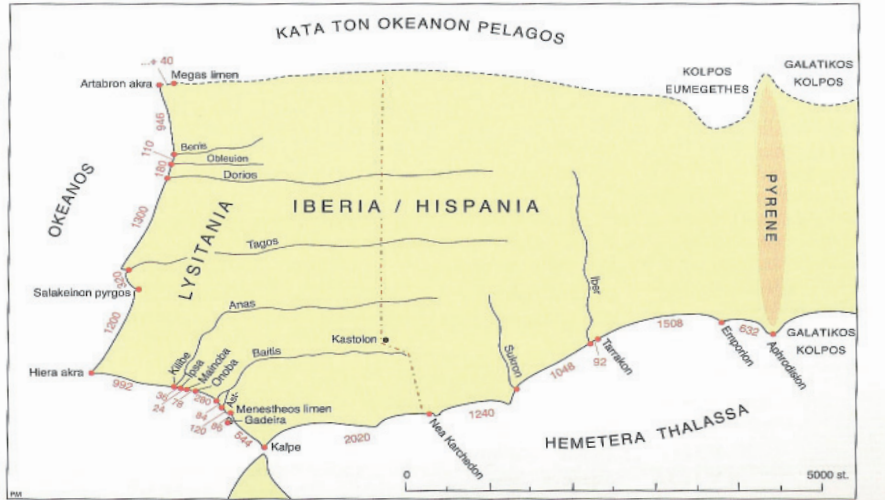 KATA TON OKEANON PELAGOS
...+ 40
Megas limen
Artabron akra
KOLPOS
EUMEGETHES
GALATIKOS
KOLPOS
946
110
Benis
Obleuion
180
Dorios
OKEANOS
1300
LYSITANIA
IBERIA / HISPANIA
PYRENE
Tagos
320
Salakeinon pyrgos
1200
Anas
Iber
Kastolon
Baitis
Sukron
1508
632
GALATIKOS
KOLPOS
Emporion
Aphrodision
Tarrakon
92
1048
Hiera akra
992
Kilibe
Ipsa
Mainoba
Onoba
Ast.
36
24
78
280
84
120
86
Menestheos limen
Gadeira
544
Kalpe
2020
Nea Karchedon
1240
HEMETERA THALASSA
0
5000 st.
PM